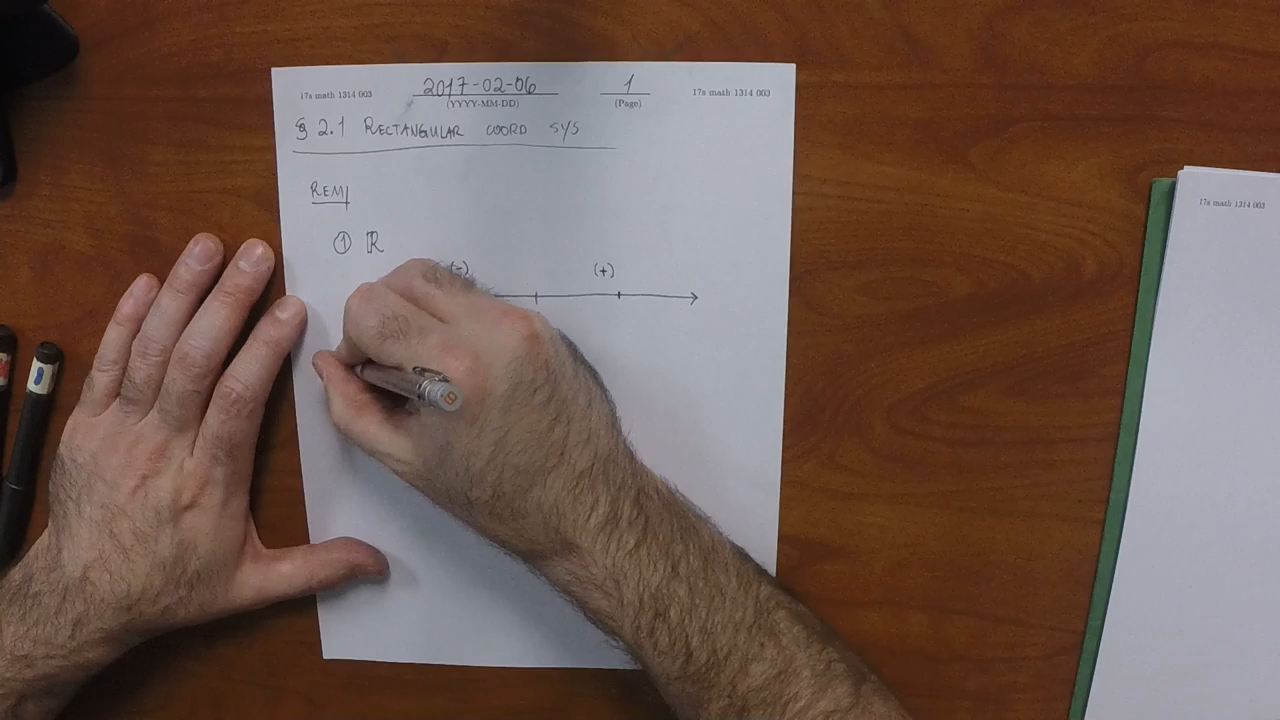 17s math 1314 003 2017-02-06 1 17s math 1314 003
(YYYY-MM-DD) (Page)
§ 2.1 RECTANGULAR COORD SYS
REM
① ℝ
(-) (+)
17s math 1314 003